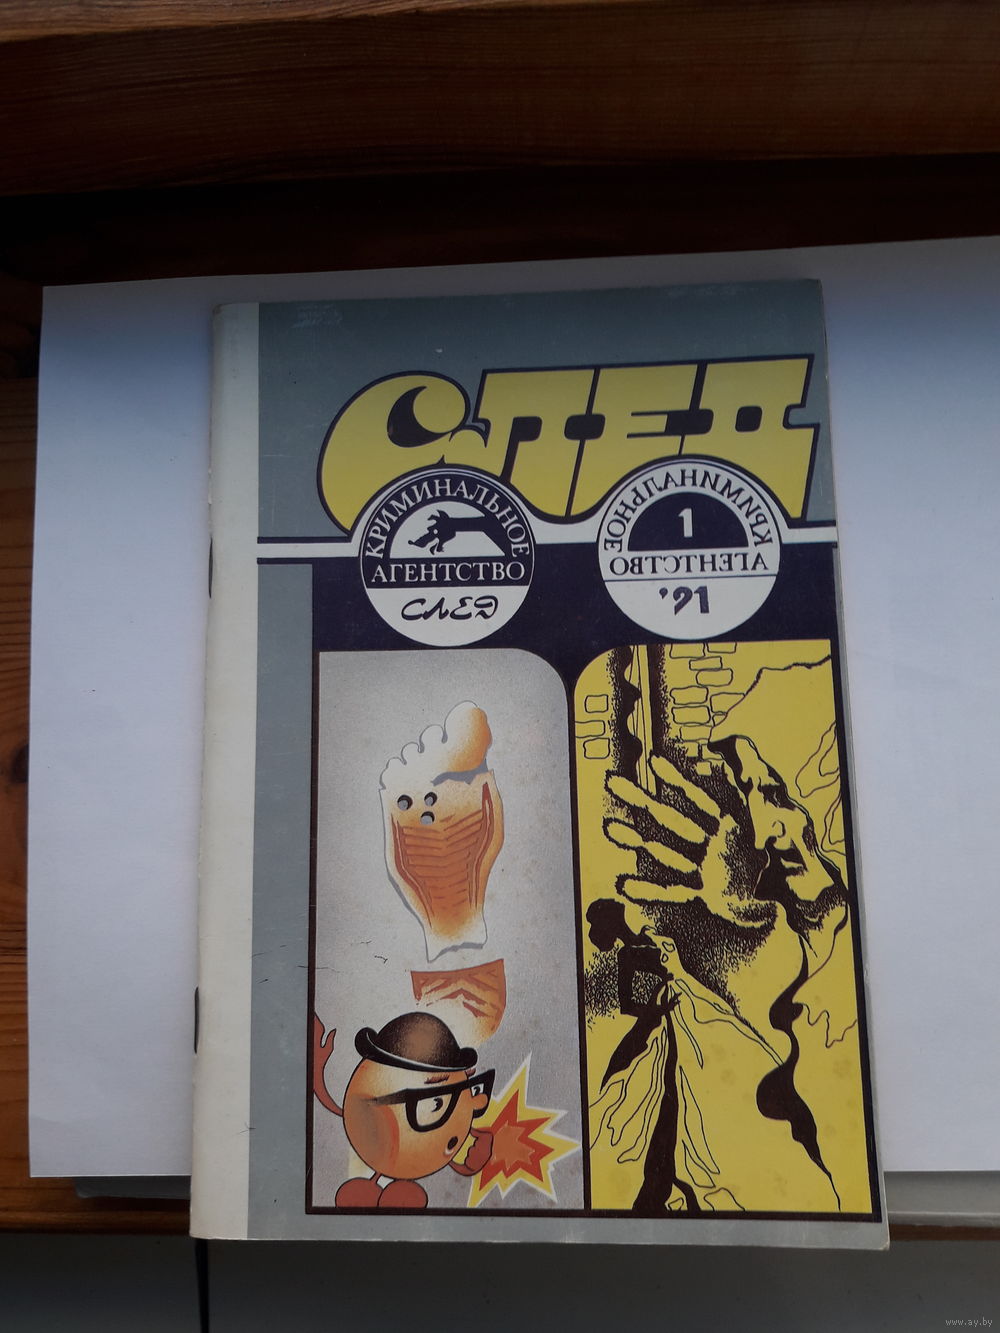 СЛЕД
КРИМИНАЛЬНОЕ
АГЕНТСТВО
СЛЕД
КРИМИНАЛЬНОЕ
1
АГЕНТСТВО
'91
www.ay.by